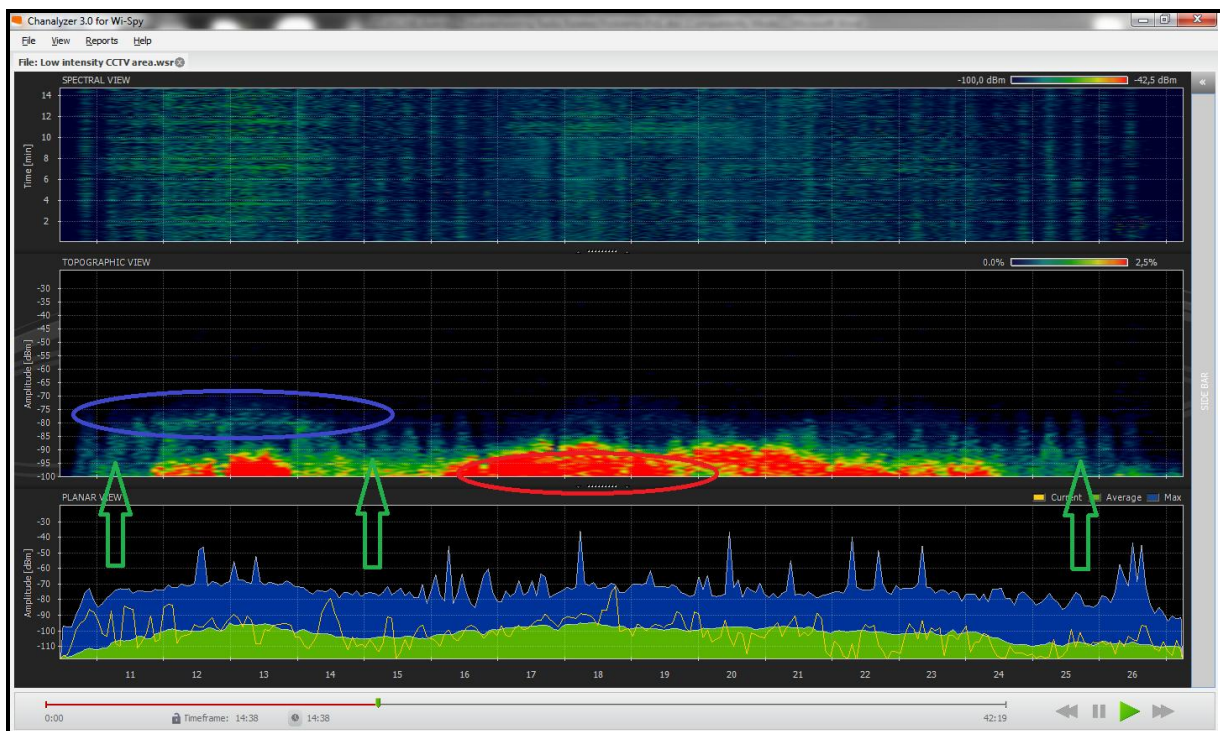 Chanalyzer 3.0 for Wi-Spy
File View Reports Help
File: Low intensity CCTV area.wsr
SPECTRAL VIEW
-100,0 dBm -42,5 dBm
14
12
10
8
6
4
2
Time [min]
TOPOGRAPHIC VIEW
0.0% 2,5%
-30
-35
-40
-45
-50
-55
-60
-65
-70
-75
-80
-85
-90
-95
-100
Amplitude [dBm]
SIDE BAR
PLANAR VIEW
Current Average Max
-30
-40
-50
-60
-70
-80
-90
-100
-110
Amplitude [dBm]
11 12 13 14 15 16 17 18 19 20 21 22 23 24 25 26
0:00 Timeframe: 14:38 14:38 42:19